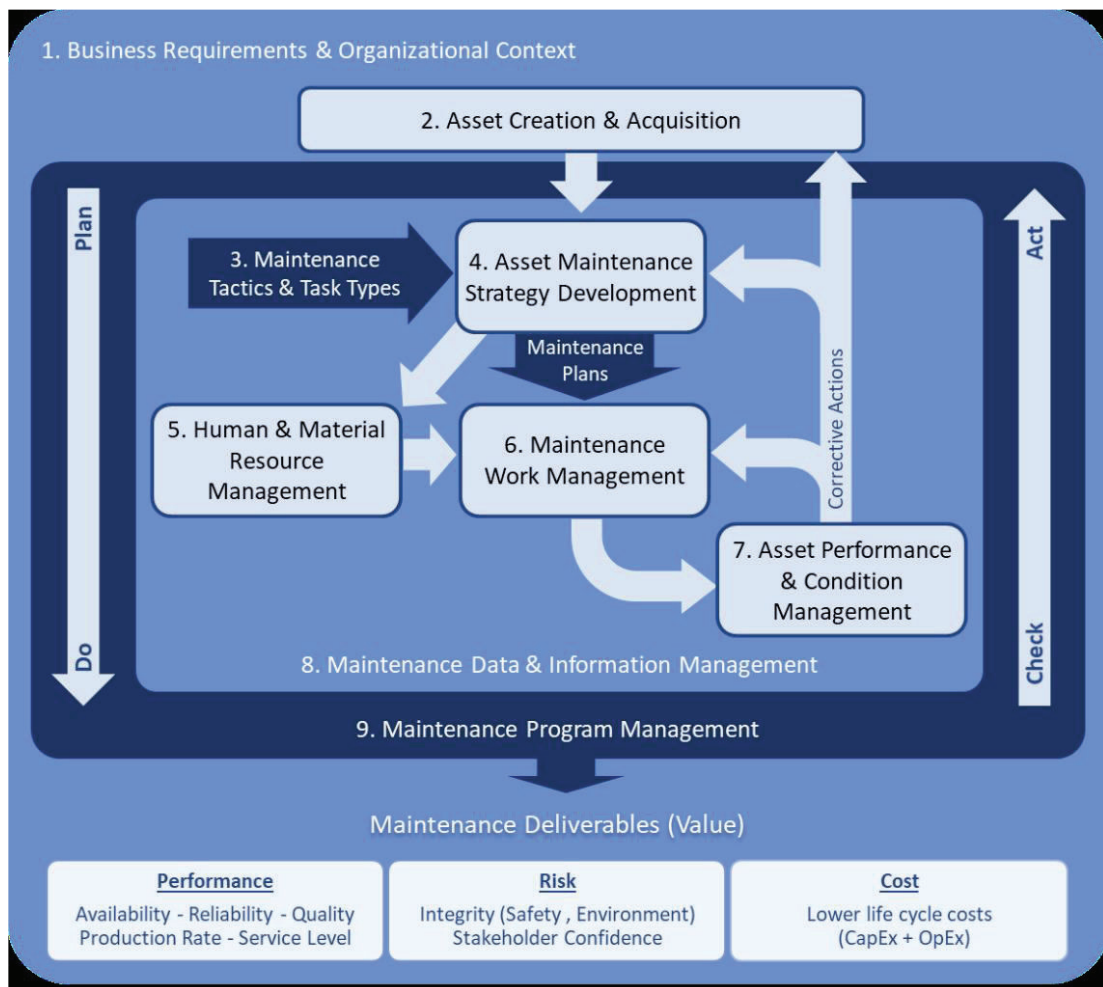 1. Business Requirements & Organizational Context
2. Asset Creation & Acquisition
Plan
Act
3. Maintenance
Tactics & Task Types
4. Asset Maintenance
Strategy Development
Maintenance
Plans
Corrective Actions
5. Human & Material
Resource
Management
6. Maintenance
Work Management
7. Asset Performance
& Condition
Management
Do
Check
8. Maintenance Data & Information Management
9. Maintenance Program Management
Maintenance Deliverables (Value)
Performance
Availability - Reliability - Quality
Production Rate - Service Level
Risk
Integrity (Safety , Environment)
Stakeholder Confidence
Cost
Lower life cycle costs
(CapEx + OpEx)